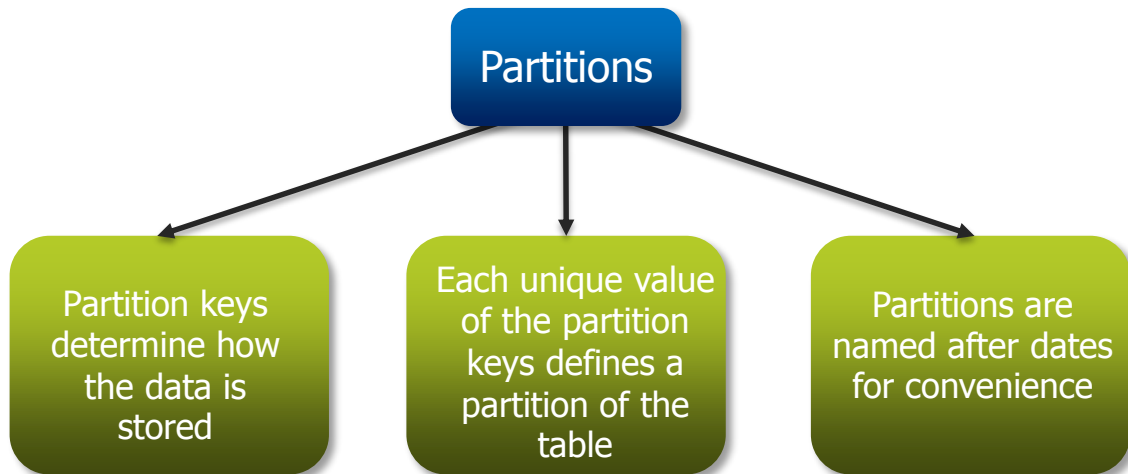 Partitions
Partition keys
determine how
the data is
stored
Each unique value
of the partition
keys defines a
partition of the
table
Partitions are
named after dates
for convenience